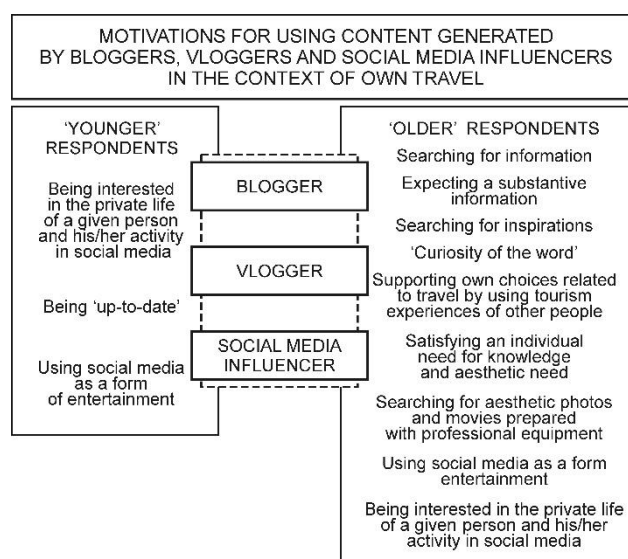 MOTIVATIONS FOR USING CONTENT GENERATED
BY BLOGGERS, VLOGGERS AND SOCIAL MEDIA INFLUENCERS
IN THE CONTEXT OF OWN TRAVEL
‘YOUNGER’
RESPONDENTS
Being interested
in the private life
of a given person
and his/her activity
in social media
Being ‘up-to-date’
Using social media
as a form
of entertainment
BLOGGER
VLOGGER
SOCIAL MEDIA
INFLUENCER
‘OLDER’ RESPONDENTS
Searching for information
Expecting a substantive
information
Searching for inspirations
‘Curiosity of the word’
Supporting own choices related
to travel by using tourism
experiences of other people
Satisfying an individual
need for knowledge
and aesthetic need
Searching for aesthetic photos
and movies prepared
with professional equipment
Using social media as a form
entertainment
Being interested in the private life
of a given person and his/her
activity in social media